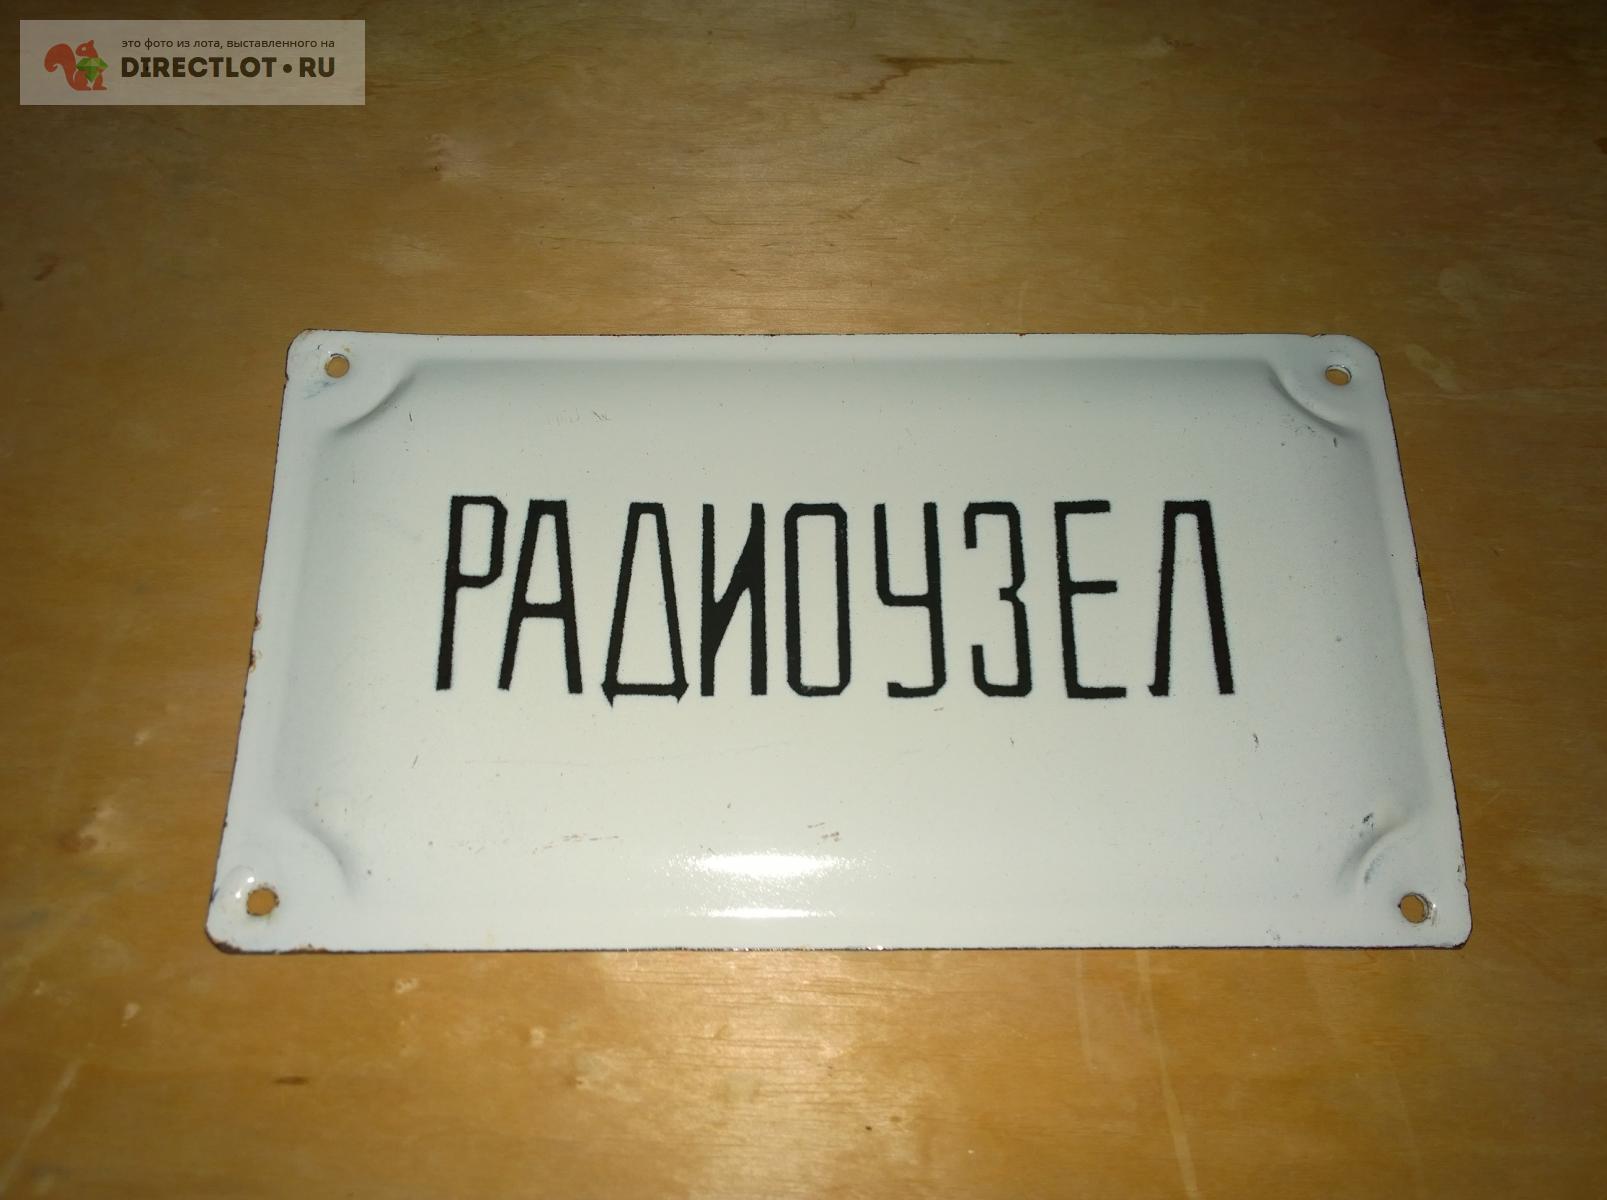 это фото из лота, выставленного на
DIRECTLOT•RU
РАДИОУЗЕЛ